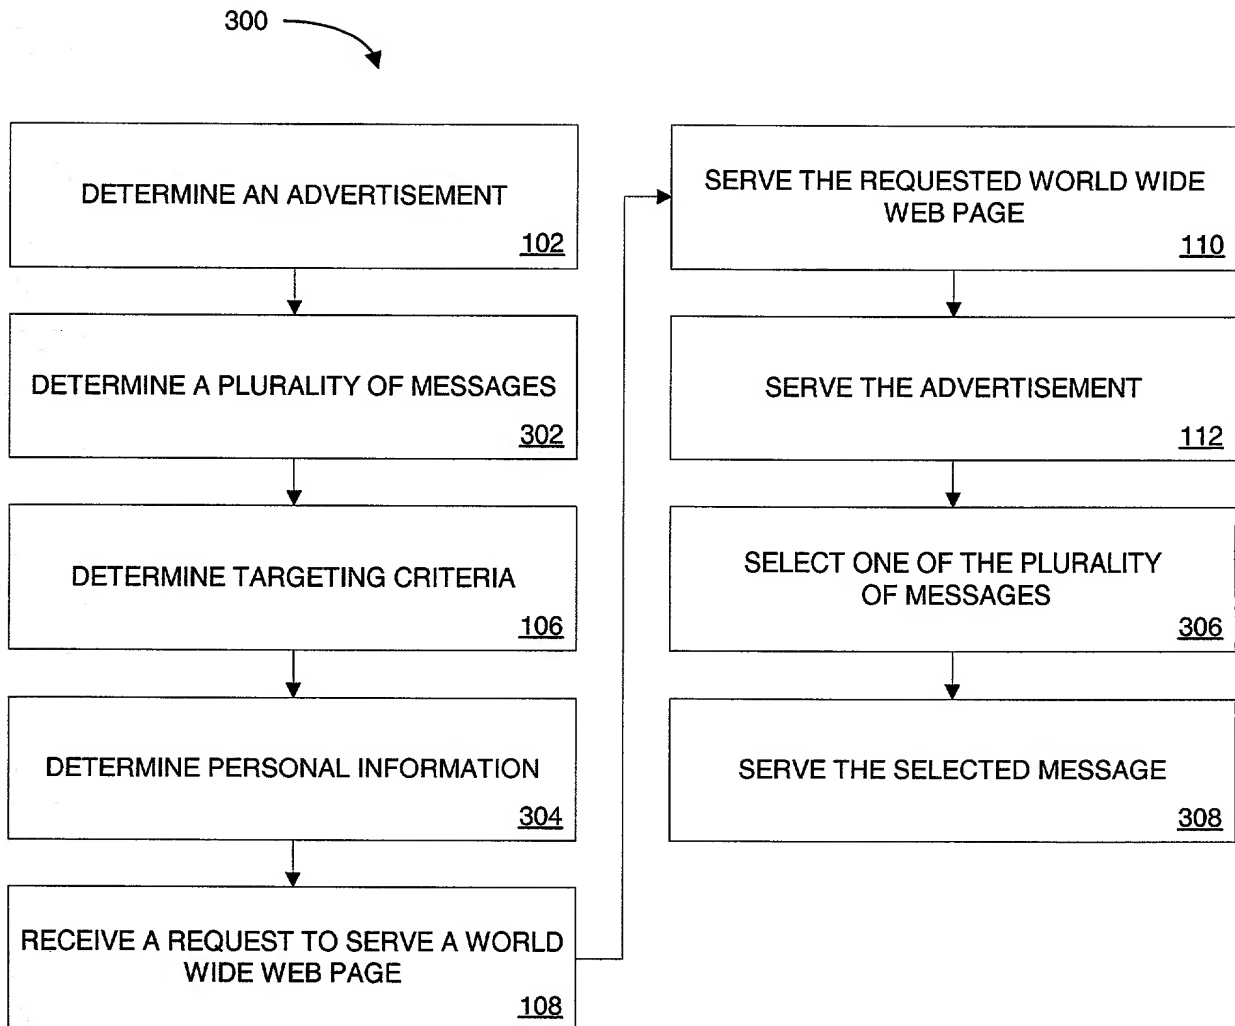 300
DETERMINE AN ADVERTISEMENT
102
DETERMINE A PLURALITY OF MESSAGES
302
DETERMINE TARGETING CRITERIA
106
DETERMINE PERSONAL INFORMATION
304
RECEIVE A REQUEST TO SERVE A WORLD
WIDE WEB PAGE
108
SERVE THE REQUESTED WORLD WIDE
WEB PAGE
110
SERVE THE ADVERTISEMENT
112
SELECT ONE OF THE PLURALITY
OF MESSAGES
306
SERVE THE SELECTED MESSAGE
308